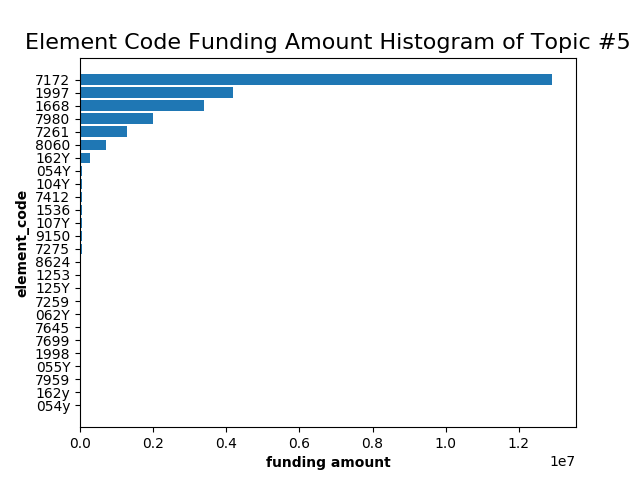 Element Code Funding Amount Histogram of Topic #5
element_code
7172
1997
1668
7980
7261
8060
162Y
054Y
104Y
7412
1536
107Y
9150
7275
8624
1253
125Y
7259
062Y
7645
7699
1998
055Y
7959
162y
054y
0.0 0.2 0.4 0.6 0.8 1.0 1.2
1e7
funding amount